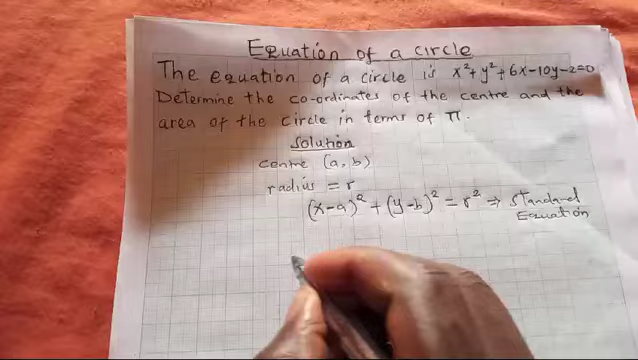 Equation of a circle
The equation of a circle is x²+y²+6x-10y-2=0
Determine the co-ordinates of the centre and the
area of the circle in terms of π.
Solution
centre (a, b)
radius = r
(x-a)² + (y-b)² = r² ⇒ standard
Equation